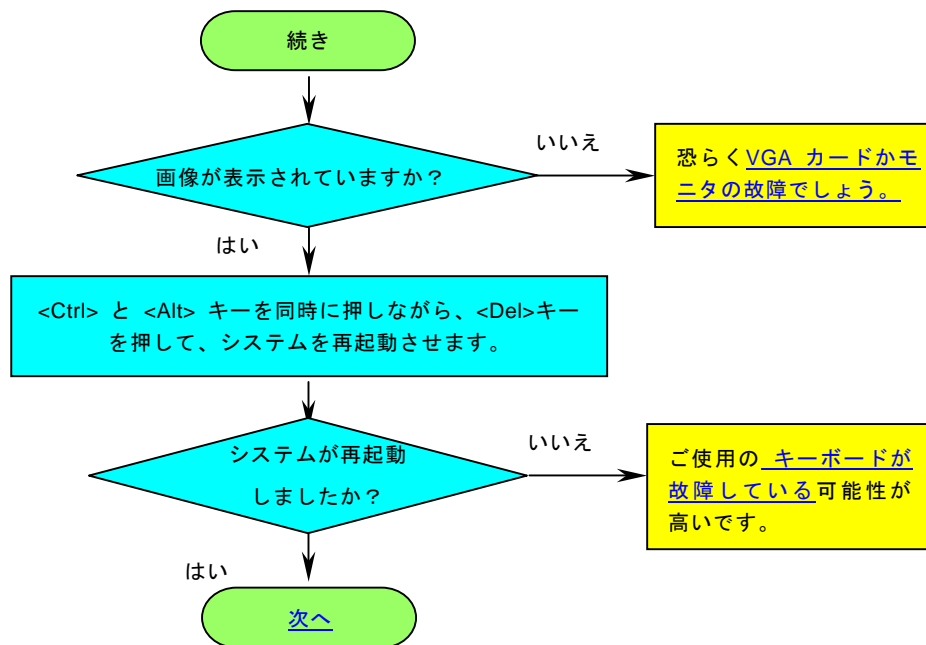 続き
画像が表示されていますか？
いいえ
恐らくVGA カードかモ
ニタの故障でしょう。
はい
<Ctrl> と <Alt> キーを同時に押しながら、<Del>キー
を押して、システムを再起動させます。
システムが再起動
しましたか？
いいえ
ご使用の キーボードが
故障している可能性が
高いです。
はい
次へ